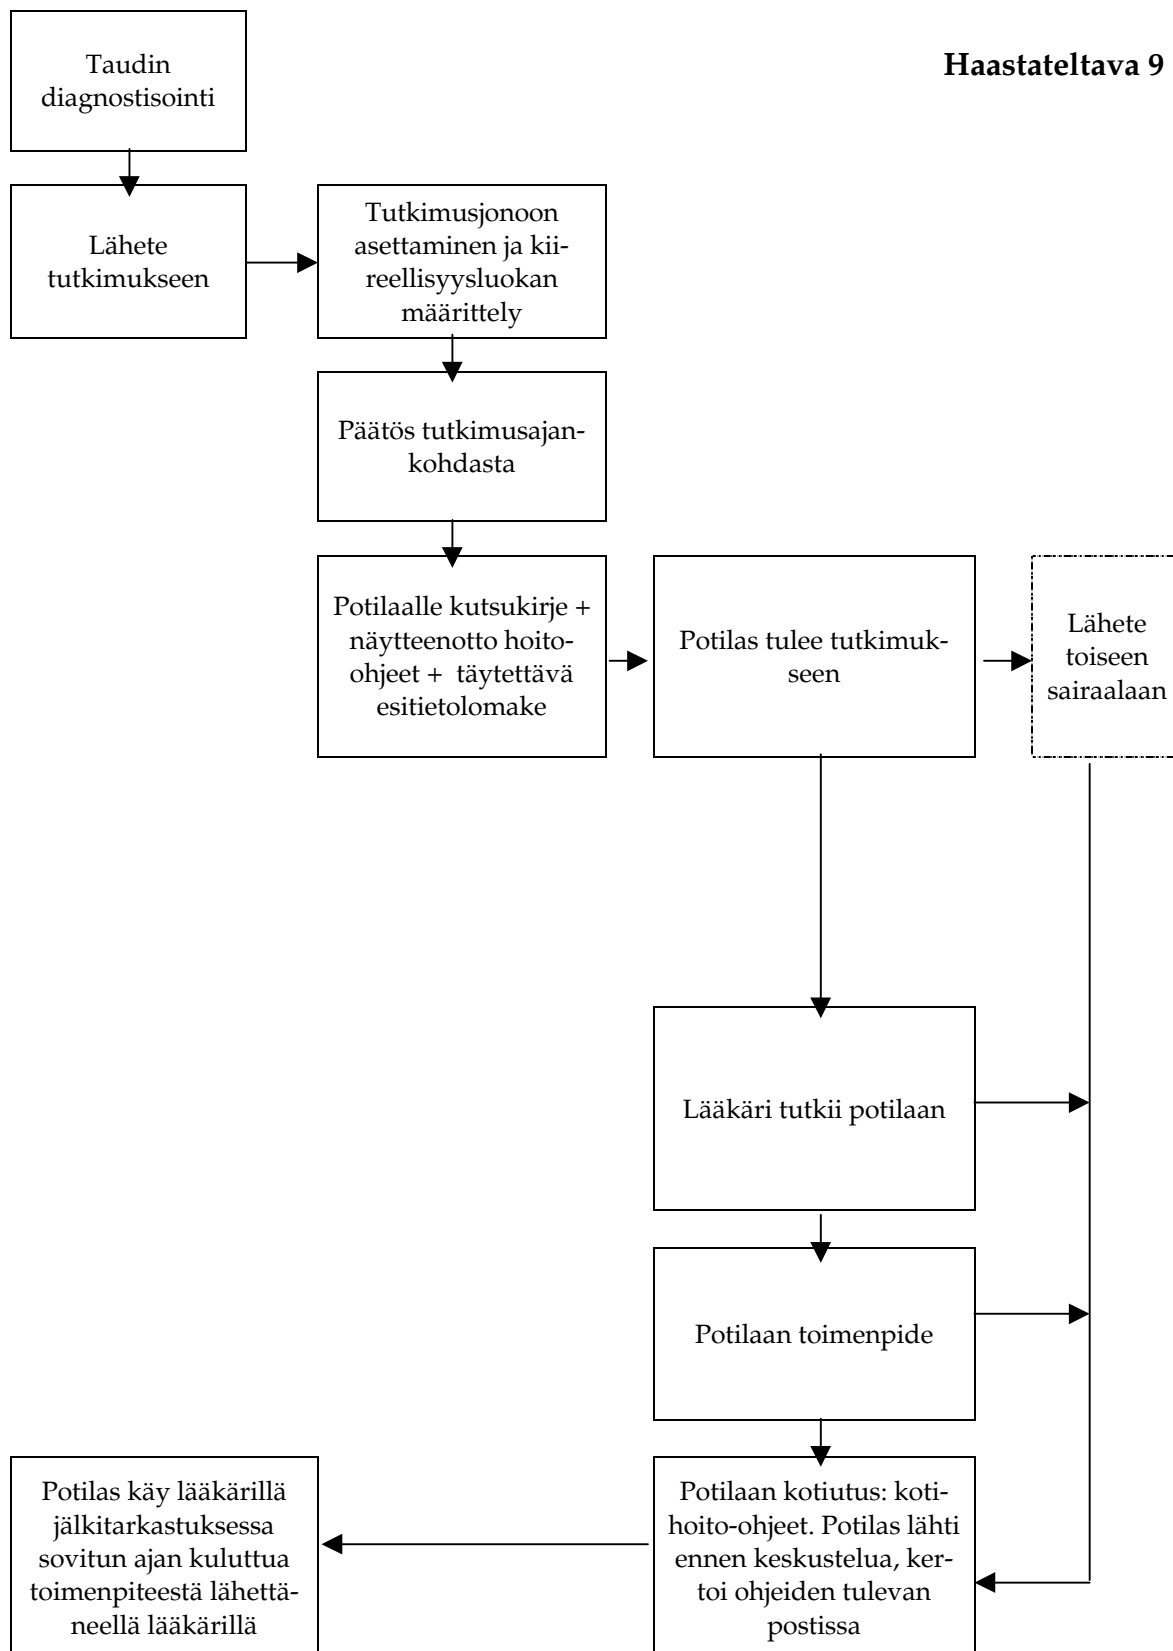 Haastateltava 9
Taudin
diagnostisointi
Lähete
tutkimukseen
Tutkimusjonoon
asettaminen ja kii-
reellisyysluokan
määrittely
Päätös tutkimusajan-
kohdasta
Potilaalle kutsukirje +
näytteenotto hoito-
ohjeet + täytettävä
esitietolomake
Potilas tulee tutkimuk-
seen
Lähete
toiseen
sairaalaan
Lääkäri tutkii potilaan
Potilaan toimenpide
Potilaan kotiutus: koti-
hoito-ohjeet. Potilas lähti
ennen keskustelua, ker-
toi ohjeiden tulevan
postissa
Potilas käy lääkärillä
jälkitarkastuksessa
sovitun ajan kuluttua
toimenpiteestä lähettä-
neellä lääkärillä